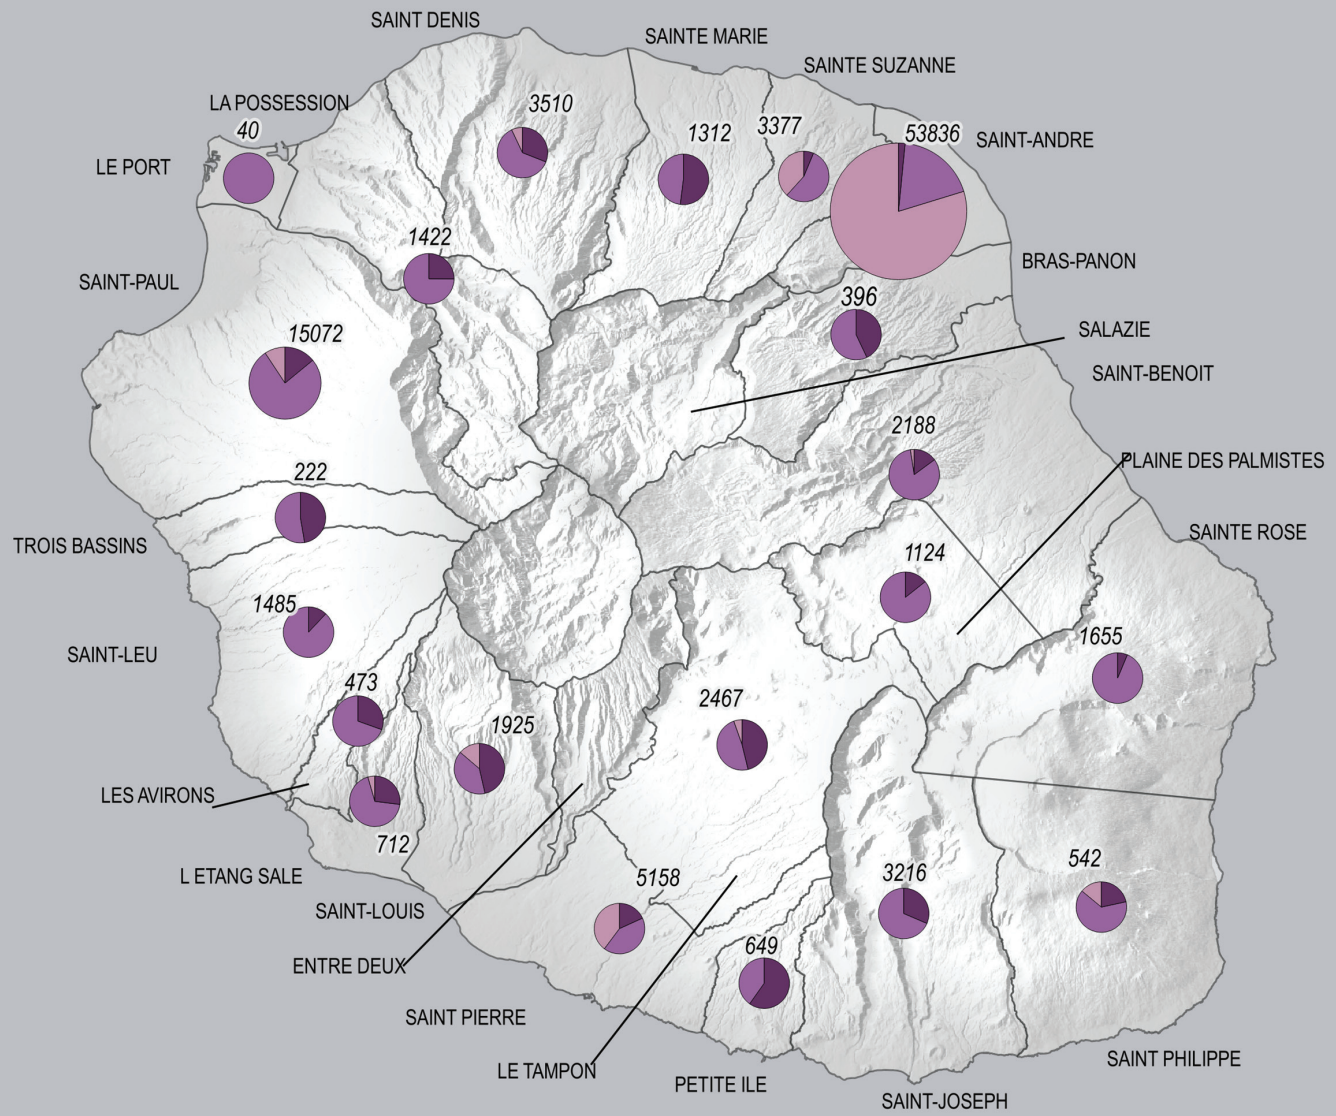 SAINT DENIS
SAINTE MARIE
SAINTE SUZANNE
LA POSSESSION
3510
40
1312
3377
53836
SAINT-ANDRE
LE PORT
1422
BRAS-PANON
SAINT-PAUL
396
SALAZIE
15072
SAINT-BENOIT
2188
PLAINE DES PALMISTES
222
SAINTE ROSE
TROIS BASSINS
1124
1485
1655
SAINT-LEU
473
2467
1925
LES AVIRONS
712
542
L ETANG SALE
3216
5158
SAINT-LOUIS
649
ENTRE DEUX
SAINT PIERRE
SAINT PHILIPPE
LE TAMPON
PETITE ILE
SAINT-JOSEPH